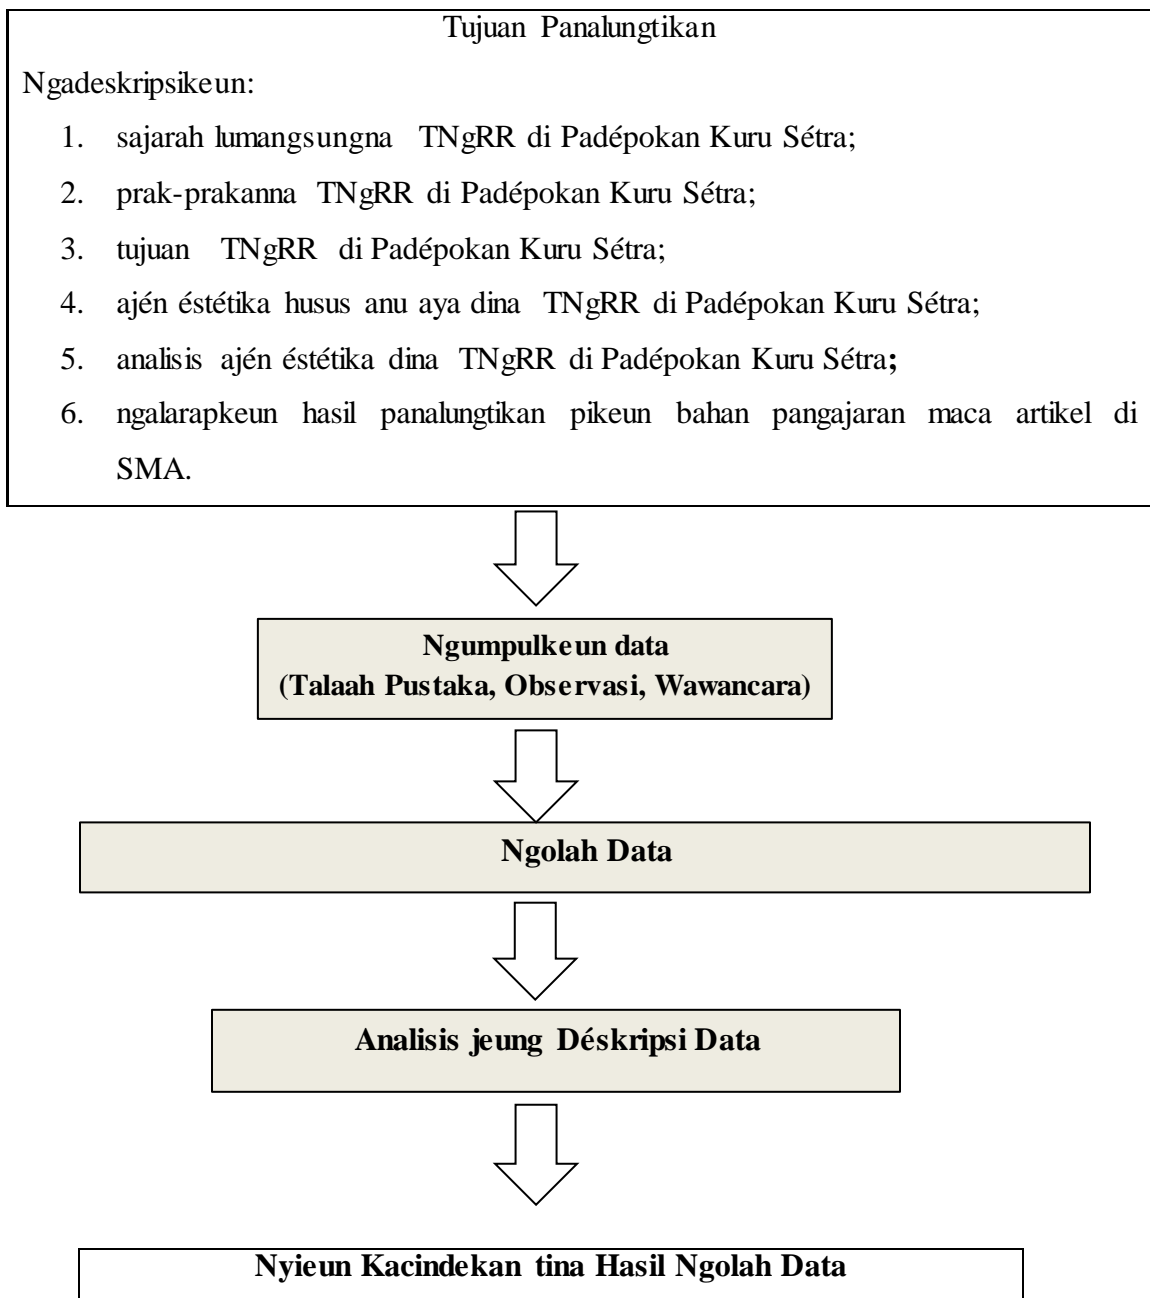 Tujuan Panalungtikan
Ngadeskripsikeun:
1. sajarah lumangsungna TNgRR di Padépokan Kuru Sétra;
2. prak-prakanna TNgRR di Padépokan Kuru Sétra;
3. tujuan TNgRR di Padépokan Kuru Sétra;
4. ajén éstétika husus anu aya dina TNgRR di Padépokan Kuru Sétra;
5. analisis ajén éstétika dina TNgRR di Padépokan Kuru Sétra;
6. ngalarapkeun hasil panalungtikan pikeun bahan pangajaran maca artikel di
SMA.
Ngumpulkeun data
(Talaah Pustaka, Observasi, Wawancara)
Ngolah Data
Analisis jeung Déskripsi Data
Nyieun Kacindekan tina Hasil Ngolah Data